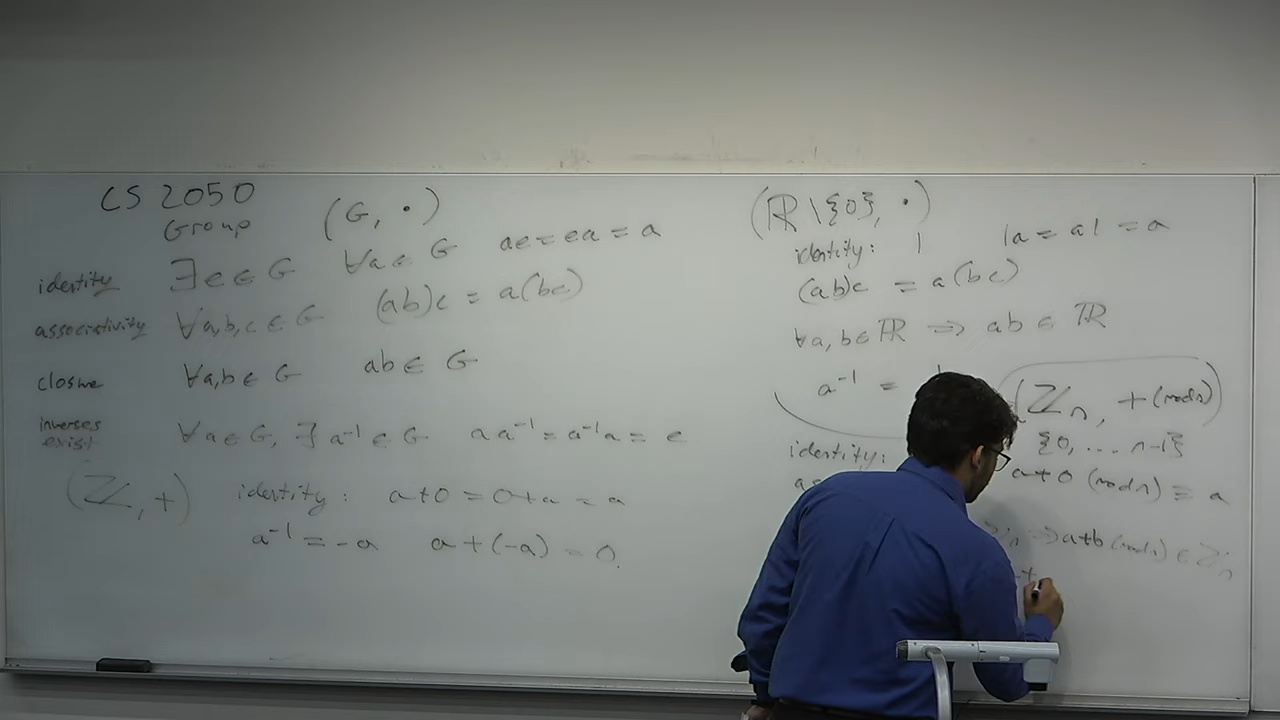 CS 2050
Group (G, ·)
identity ∃e∈G ∀a∈G ae=ea=a
associativity ∀a,b,c∈G (ab)c = a(bc)
closure ∀a,b∈G ab∈G
inverses exist ∀a∈G, ∃ a⁻¹∈G aa⁻¹=a⁻¹a=e
(ℤ, +) identity: a+0=0+a=a
a⁻¹=-a a+(-a)=0.
(ℝ\{0}, ·)
identity: 1 1a=a1=a
(ab)c = a(bc)
∀a,b∈ℝ ⇒ ab∈ℝ
a⁻¹ =
(ℤn, +(mod n))
{0,...n-1}
identity: a+0 (mod n) ≡ a
⇒ a+b (mod n) ∈ ℤn